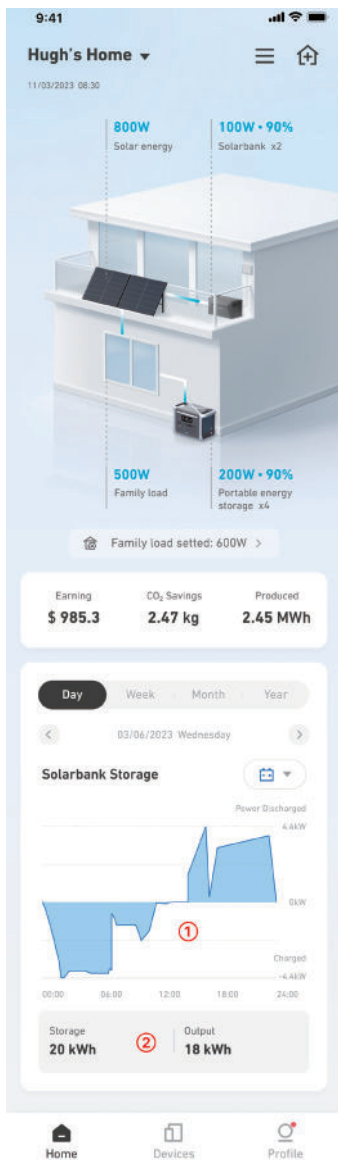 9:41
Hugh's Home
11/03/2023 08:30
800W
Solar energy
100W • 90%
Solarbank x2
500W
Family load
200W • 90%
Portable energy
storage x4
Family load setted: 600W >
Earning
$ 985.3
CO₂ Savings
2.47 kg
Produced
2.45 MWh
Day
Week
Month
Year
< 03/06/2023 Wednesday >
Solarbank Storage
Power Discharged
4.4kW
0kW
①
Charged
-4.4kW
00:00 06:00 12:00 18:00 24:00
Storage
20 kWh
②
Output
18 kWh
Home
Devices
Profile